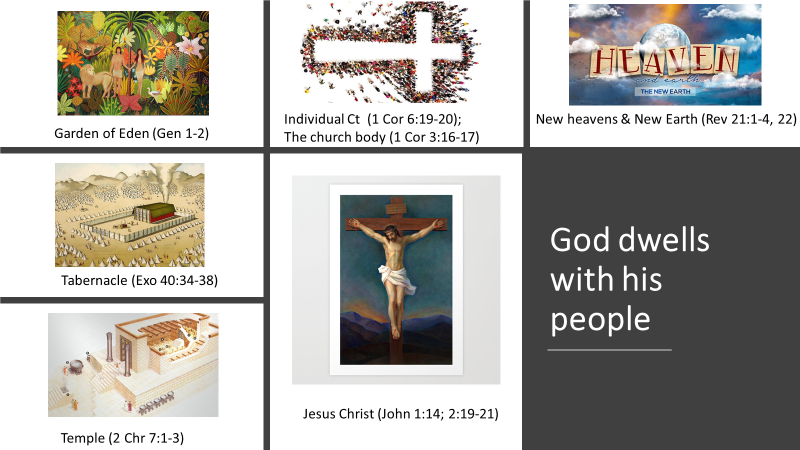 Garden of Eden (Gen 1-2)
Individual Ct  (1 Cor 6:19-20);
The church body (1 Cor 3:16-17)
HEAVEN
and earth
THE NEW EARTH
New heavens & New Earth (Rev 21:1-4, 22)
Tabernacle (Exo 40:34-38)
Temple (2 Chr 7:1-3)
Jesus Christ (John 1:14; 2:19-21)
God dwells
with his
people